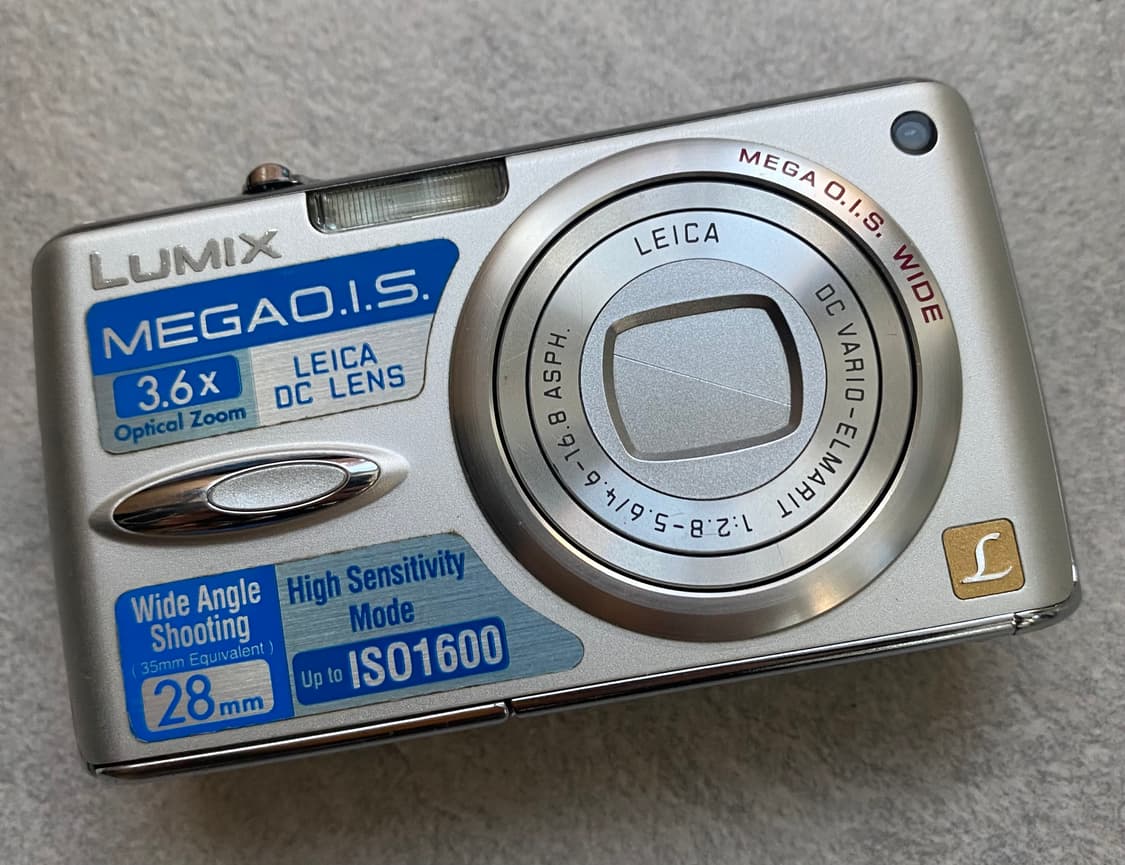 LUMIX
MEGA O.I.S.
3.6x
Optical Zoom
LEICA
DC LENS
Wide Angle
Shooting
( 35mm Equivalent )
28mm
High Sensitivity
Mode
Up to ISO1600
MEGA O.I.S. WIDE
LEICA
DC VARIO-ELMARIT 1:2.8-5.6/4.6-16.8 ASPH.
L